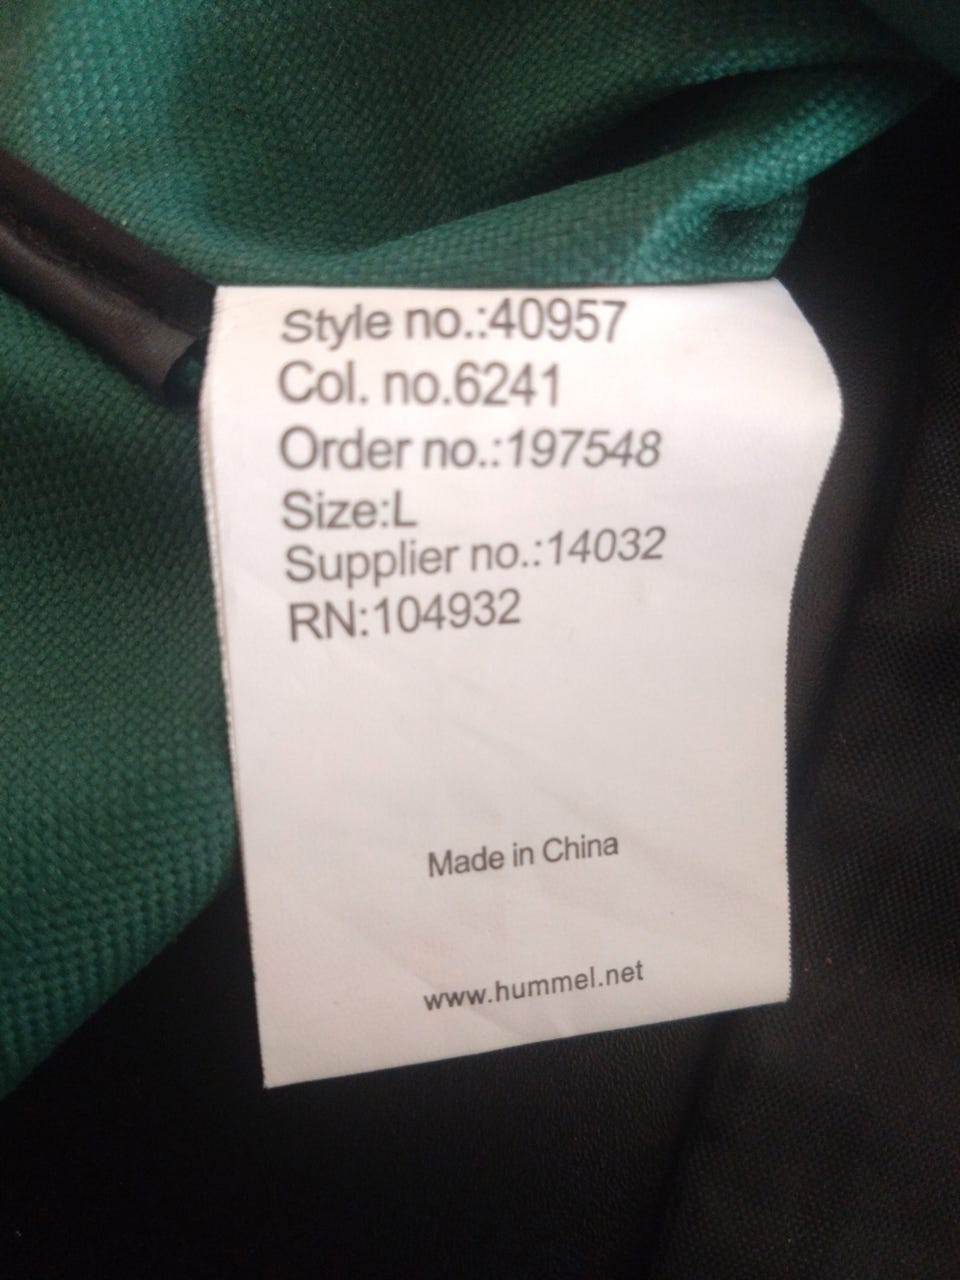 Style no.:40957
Col. no.6241
Order no.:197548
Size:L
Supplier no.:14032
RN:104932
Made in China
www.hummel.net